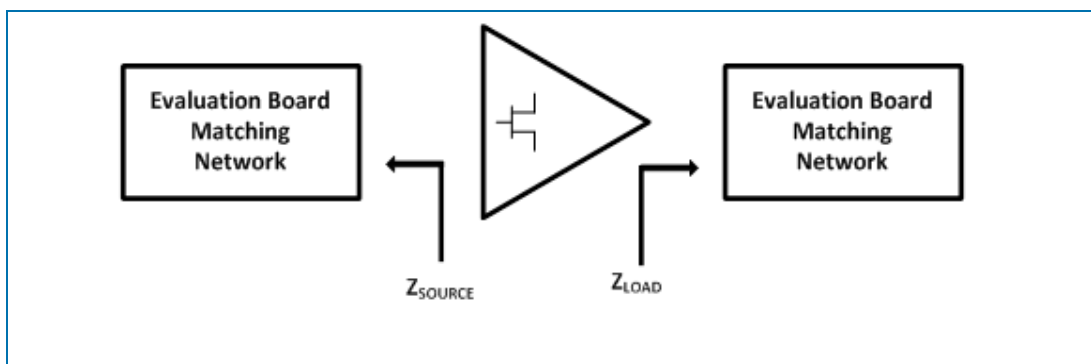 Evaluation Board
Matching
Network
Evaluation Board
Matching
Network
ZSOURCE
ZLOAD